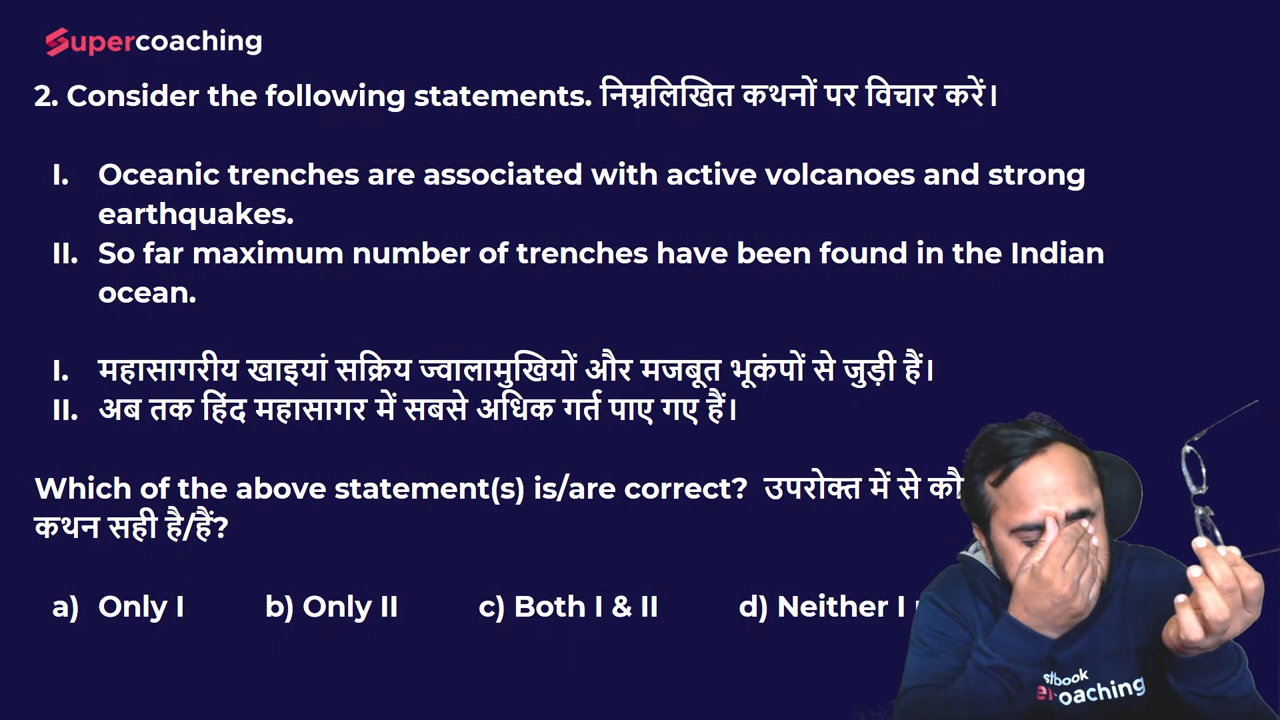 Supercoaching
2. Consider the following statements. निम्नलिखित कथनों पर विचार करें।
I. Oceanic trenches are associated with active volcanoes and strong
earthquakes.
II. So far maximum number of trenches have been found in the Indian
ocean.
I. महासागरीय खाइयां सक्रिय ज्वालामुखियों और मजबूत भूकंपों से जुड़ी हैं।
II. अब तक हिंद महासागर में सबसे अधिक गर्त पाए गए हैं।
Which of the above statement(s) is/are correct? उपरोक्त में से
कथन सही है/हैं?
a) Only I b) Only II c) Both I & II d) Neither I